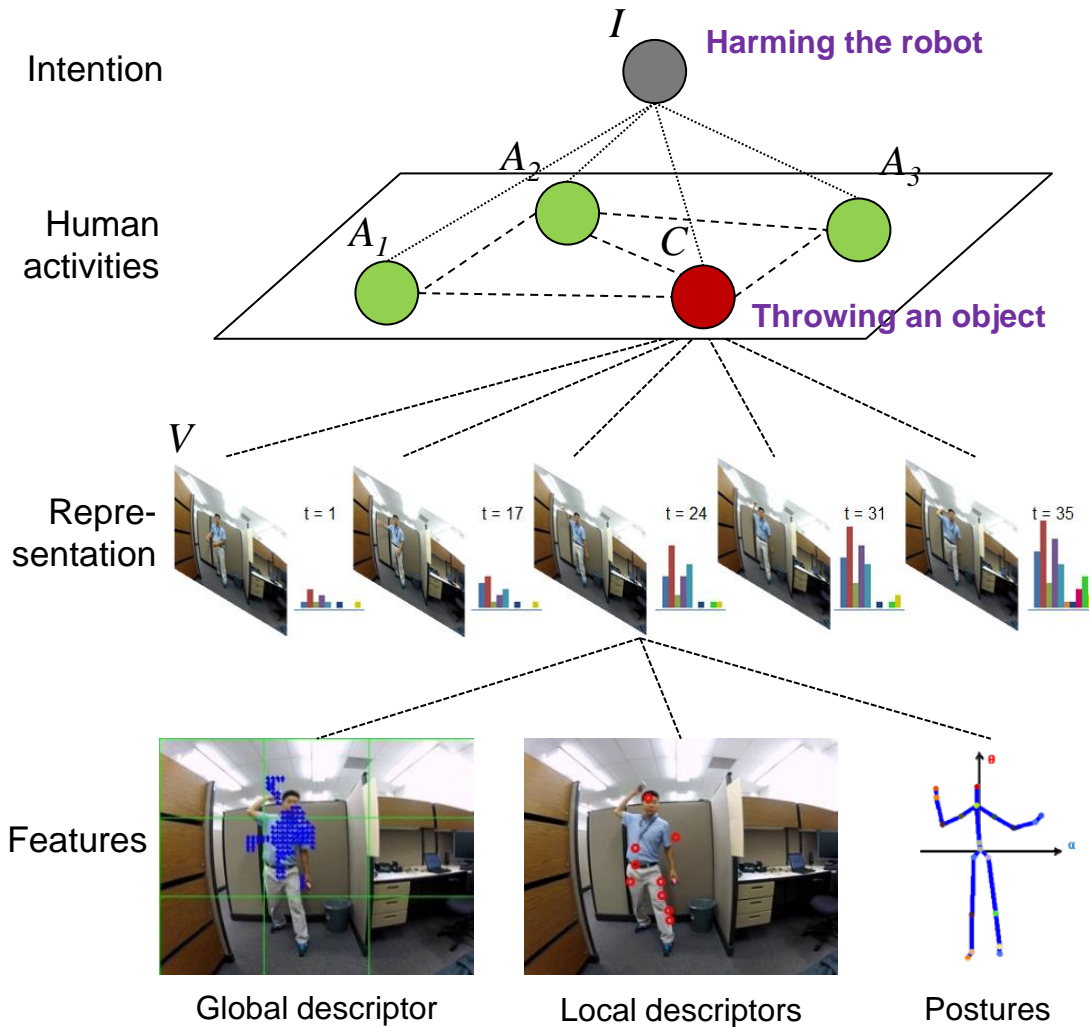 I
Harming the robot
Intention
A2
A3
Human
activities
A1
C
Throwing an object
V
Repre-
sentation
t = 1
t = 17
t = 24
t = 31
t = 35
θ
α
Features
Global descriptor
Local descriptors
Postures